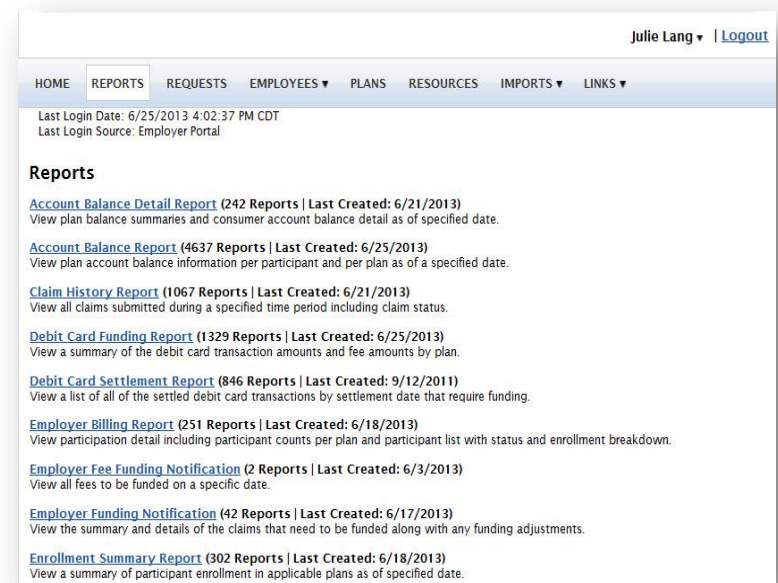 Julie Lang ▾ | Logout
HOME REPORTS REQUESTS EMPLOYEES ▾ PLANS RESOURCES IMPORTS ▾ LINKS ▾
Last Login Date: 6/25/2013 4:02:37 PM CDT
Last Login Source: Employer Portal
Reports
Account Balance Detail Report (242 Reports | Last Created: 6/21/2013)
View plan balance summaries and consumer account balance detail as of specified date.
Account Balance Report (4637 Reports | Last Created: 6/25/2013)
View plan account balance information per participant and per plan as of a specified date.
Claim History Report (1067 Reports | Last Created: 6/21/2013)
View all claims submitted during a specified time period including claim status.
Debit Card Funding Report (1329 Reports | Last Created: 6/25/2013)
View a summary of the debit card transaction amounts and fee amounts by plan.
Debit Card Settlement Report (846 Reports | Last Created: 9/12/2011)
View a list of all of the settled debit card transactions by settlement date that require funding.
Employer Billing Report (251 Reports | Last Created: 6/18/2013)
View participation detail including participant counts per plan and participant list with status and enrollment breakdown.
Employer Fee Funding Notification (2 Reports | Last Created: 6/3/2013)
View all fees to be funded on a specific date.
Employer Funding Notification (42 Reports | Last Created: 6/17/2013)
View the summary and details of the claims that need to be funded along with any funding adjustments.
Enrollment Summary Report (302 Reports | Last Created: 6/18/2013)
View a summary of participant enrollment in applicable plans as of specified date.